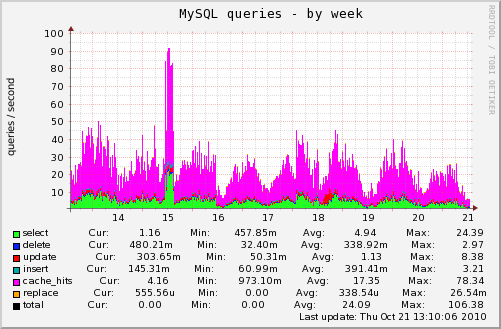 MySQL queries - by week
RRDTOOL / TOBI OETIKER
queries / second
100
90
80
70
60
50
40
30
20
10
14 15 16 17 18 19 20 21
select Cur: 1.16 Min: 457.85m Avg: 4.94 Max: 24.39
delete Cur: 480.21m Min: 32.40m Avg: 338.92m Max: 2.97
update Cur: 303.65m Min: 50.31m Avg: 1.13 Max: 8.38
insert Cur: 145.31m Min: 60.99m Avg: 391.41m Max: 3.21
cache_hits Cur: 4.16 Min: 973.10m Avg: 17.35 Max: 78.34
replace Cur: 555.56u Min: 0.00 Avg: 338.54u Max: 26.54m
total Cur: 0.00 Min: 0.00 Avg: 24.09 Max: 106.38
Last update: Thu Oct 21 13:10:06 2010